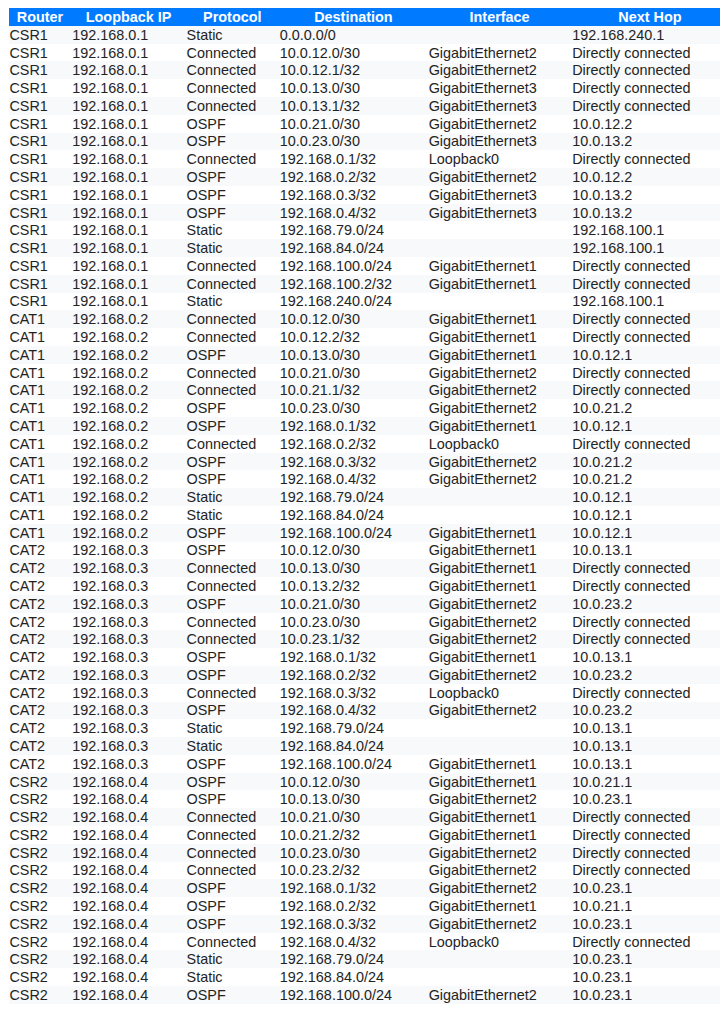 Router Loopback IP Protocol Destination Interface Next Hop
CSR1 192.168.0.1 Static 0.0.0.0/0 192.168.240.1
CSR1 192.168.0.1 Connected 10.0.12.0/30 GigabitEthernet2 Directly connected
CSR1 192.168.0.1 Connected 10.0.12.1/32 GigabitEthernet2 Directly connected
CSR1 192.168.0.1 Connected 10.0.13.0/30 GigabitEthernet3 Directly connected
CSR1 192.168.0.1 Connected 10.0.13.1/32 GigabitEthernet3 Directly connected
CSR1 192.168.0.1 OSPF 10.0.21.0/30 GigabitEthernet2 10.0.12.2
CSR1 192.168.0.1 OSPF 10.0.23.0/30 GigabitEthernet3 10.0.13.2
CSR1 192.168.0.1 Connected 192.168.0.1/32 Loopback0 Directly connected
CSR1 192.168.0.1 OSPF 192.168.0.2/32 GigabitEthernet2 10.0.12.2
CSR1 192.168.0.1 OSPF 192.168.0.3/32 GigabitEthernet3 10.0.13.2
CSR1 192.168.0.1 OSPF 192.168.0.4/32 GigabitEthernet3 10.0.13.2
CSR1 192.168.0.1 Static 192.168.79.0/24 192.168.100.1
CSR1 192.168.0.1 Static 192.168.84.0/24 192.168.100.1
CSR1 192.168.0.1 Connected 192.168.100.0/24 GigabitEthernet1 Directly connected
CSR1 192.168.0.1 Connected 192.168.100.2/32 GigabitEthernet1 Directly connected
CSR1 192.168.0.1 Static 192.168.240.0/24 192.168.100.1
CAT1 192.168.0.2 Connected 10.0.12.0/30 GigabitEthernet1 Directly connected
CAT1 192.168.0.2 Connected 10.0.12.2/32 GigabitEthernet1 Directly connected
CAT1 192.168.0.2 OSPF 10.0.13.0/30 GigabitEthernet1 10.0.12.1
CAT1 192.168.0.2 Connected 10.0.21.0/30 GigabitEthernet2 Directly connected
CAT1 192.168.0.2 Connected 10.0.21.1/32 GigabitEthernet2 Directly connected
CAT1 192.168.0.2 OSPF 10.0.23.0/30 GigabitEthernet2 10.0.21.2
CAT1 192.168.0.2 OSPF 192.168.0.1/32 GigabitEthernet1 10.0.12.1
CAT1 192.168.0.2 Connected 192.168.0.2/32 Loopback0 Directly connected
CAT1 192.168.0.2 OSPF 192.168.0.3/32 GigabitEthernet2 10.0.21.2
CAT1 192.168.0.2 OSPF 192.168.0.4/32 GigabitEthernet2 10.0.21.2
CAT1 192.168.0.2 Static 192.168.79.0/24 10.0.12.1
CAT1 192.168.0.2 Static 192.168.84.0/24 10.0.12.1
CAT1 192.168.0.2 OSPF 192.168.100.0/24 GigabitEthernet1 10.0.12.1
CAT2 192.168.0.3 OSPF 10.0.12.0/30 GigabitEthernet1 10.0.13.1
CAT2 192.168.0.3 Connected 10.0.13.0/30 GigabitEthernet1 Directly connected
CAT2 192.168.0.3 Connected 10.0.13.2/32 GigabitEthernet1 Directly connected
CAT2 192.168.0.3 OSPF 10.0.21.0/30 GigabitEthernet2 10.0.23.2
CAT2 192.168.0.3 Connected 10.0.23.0/30 GigabitEthernet2 Directly connected
CAT2 192.168.0.3 Connected 10.0.23.1/32 GigabitEthernet2 Directly connected
CAT2 192.168.0.3 OSPF 192.168.0.1/32 GigabitEthernet1 10.0.13.1
CAT2 192.168.0.3 OSPF 192.168.0.2/32 GigabitEthernet2 10.0.23.2
CAT2 192.168.0.3 Connected 192.168.0.3/32 Loopback0 Directly connected
CAT2 192.168.0.3 OSPF 192.168.0.4/32 GigabitEthernet2 10.0.23.2
CAT2 192.168.0.3 Static 192.168.79.0/24 10.0.13.1
CAT2 192.168.0.3 Static 192.168.84.0/24 10.0.13.1
CAT2 192.168.0.3 OSPF 192.168.100.0/24 GigabitEthernet1 10.0.13.1
CSR2 192.168.0.4 OSPF 10.0.12.0/30 GigabitEthernet1 10.0.21.1
CSR2 192.168.0.4 OSPF 10.0.13.0/30 GigabitEthernet2 10.0.23.1
CSR2 192.168.0.4 Connected 10.0.21.0/30 GigabitEthernet1 Directly connected
CSR2 192.168.0.4 Connected 10.0.21.2/32 GigabitEthernet1 Directly connected
CSR2 192.168.0.4 Connected 10.0.23.0/30 GigabitEthernet2 Directly connected
CSR2 192.168.0.4 Connected 10.0.23.2/32 GigabitEthernet2 Directly connected
CSR2 192.168.0.4 OSPF 192.168.0.1/32 GigabitEthernet2 10.0.23.1
CSR2 192.168.0.4 OSPF 192.168.0.2/32 GigabitEthernet1 10.0.21.1
CSR2 192.168.0.4 OSPF 192.168.0.3/32 GigabitEthernet2 10.0.23.1
CSR2 192.168.0.4 Connected 192.168.0.4/32 Loopback0 Directly connected
CSR2 192.168.0.4 Static 192.168.79.0/24 10.0.23.1
CSR2 192.168.0.4 Static 192.168.84.0/24 10.0.23.1
CSR2 192.168.0.4 OSPF 192.168.100.0/24 GigabitEthernet2 10.0.23.1